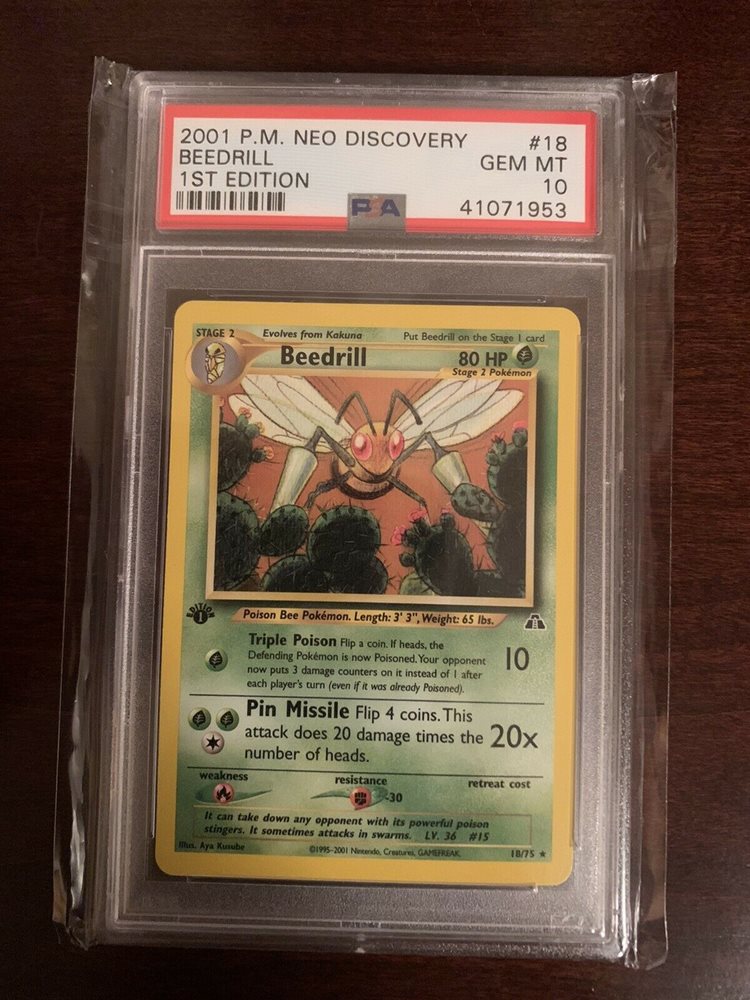 2001 P.M. NEO DISCOVERY #18
BEEDRILL GEM MT
1ST EDITION 10
PSA 41071953
STAGE 2 Evolves from Kakuna Put Beedrill on the Stage 1 card
Beedrill 80 HP
Stage 2 Pokémon
EDITION 1
Poison Bee Pokémon. Length: 3' 3", Weight: 65 lbs.
Triple Poison Flip a coin. If heads, the
Defending Pokémon is now Poisoned. Your opponent
now puts 3 damage counters on it instead of 1 after
each player's turn (even if it was already Poisoned).
10
Pin Missile Flip 4 coins. This
attack does 20 damage times the 20x
number of heads.
weakness resistance retreat cost
-30
It can take down any opponent with its powerful poison
stingers. It sometimes attacks in swarms. LV. 36 #15
Illus. Aya Kusube ©1995-2001 Nintendo, Creatures, GAMEFREAK. 18/75 ★